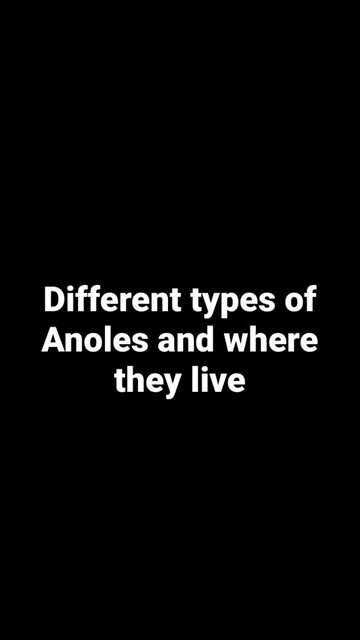 Different types of
Anoles and where
they live